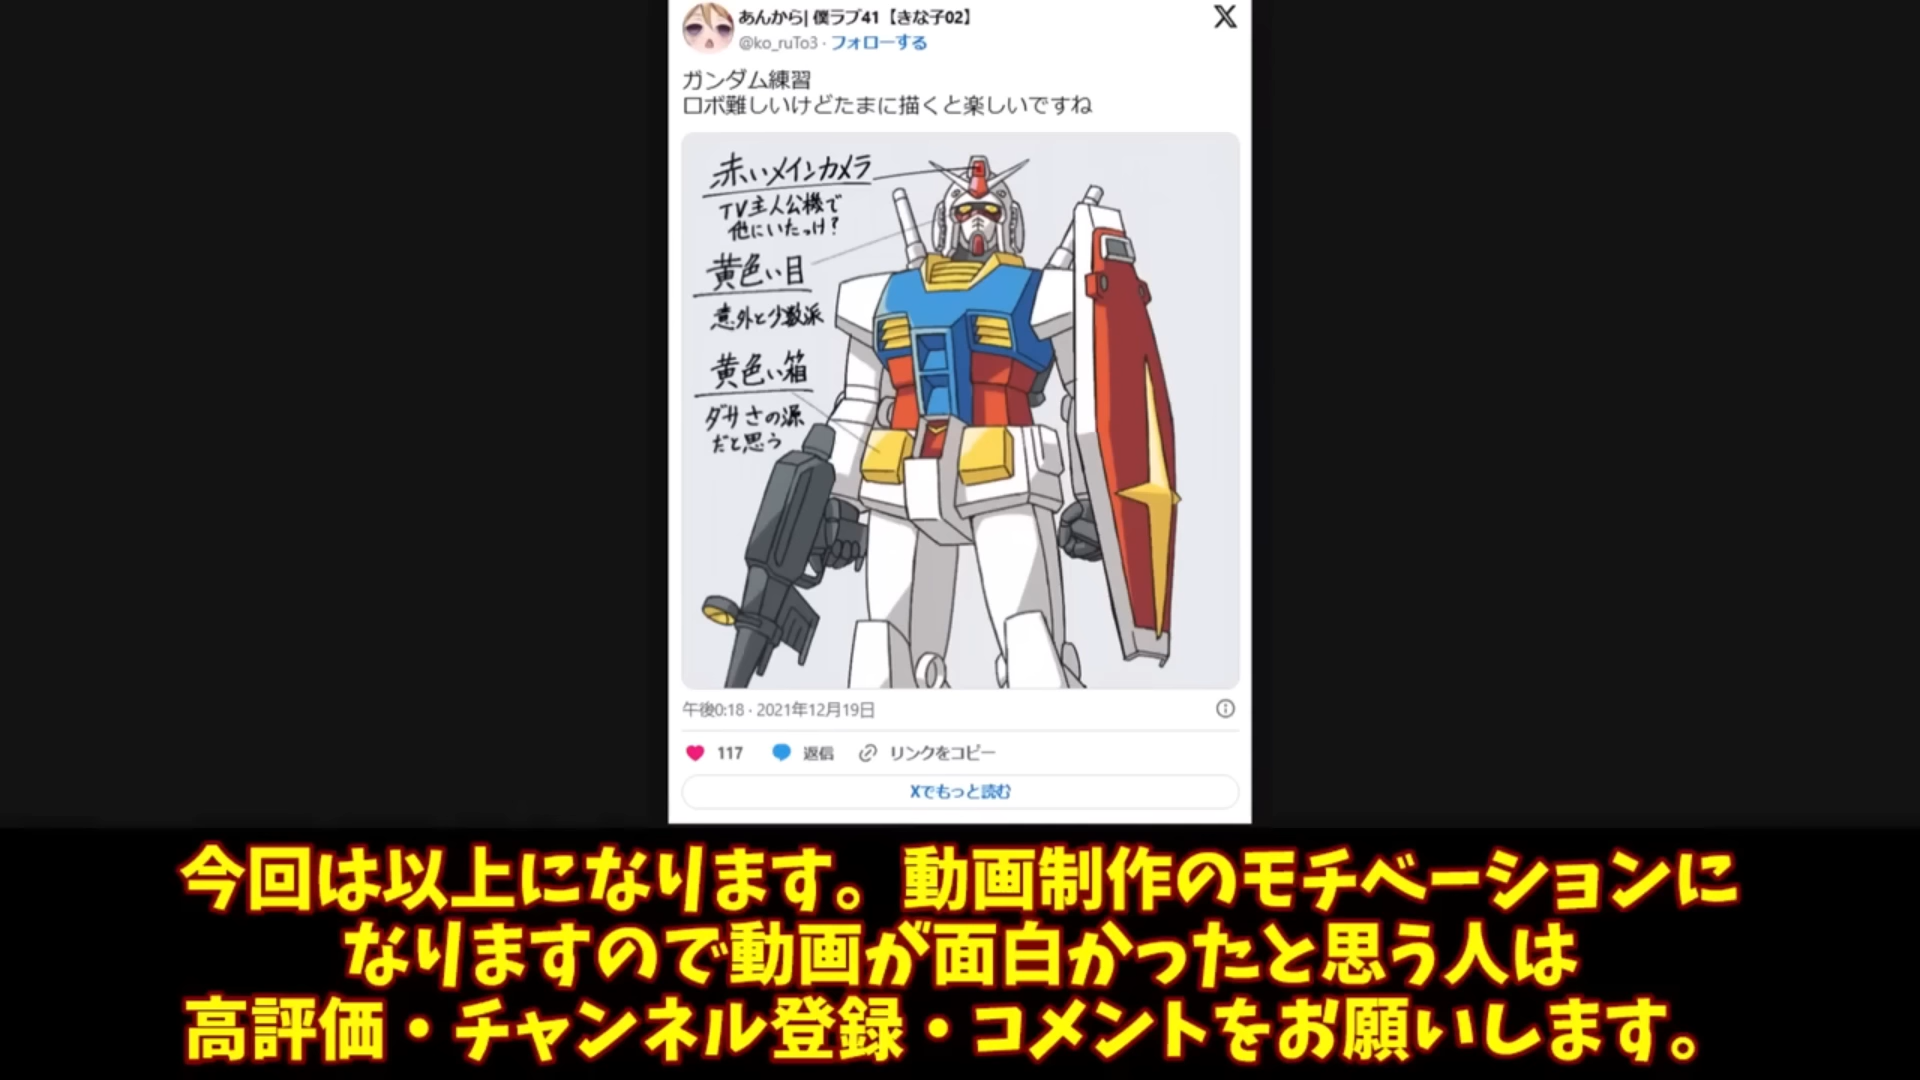 あんから| 僕ラブ41【きな子02】
@ko_ruTo3 · フォローする
ガンダム練習
ロボ難しいけどたまに描くと楽しいですね
赤いメインカメラ
TV主人公機で
他にいたっけ?
黄色い目
意外と少数派
黄色い箱
ダサさの源
だと思う
午後0:18 · 2021年12月19日
117 返信 リンクをコピー
Xでもっと読む
今回は以上になります。動画制作のモチベーションに
なりますので動画が面白かったと思う人は
高評価・チャンネル登録・コメントをお願いします。